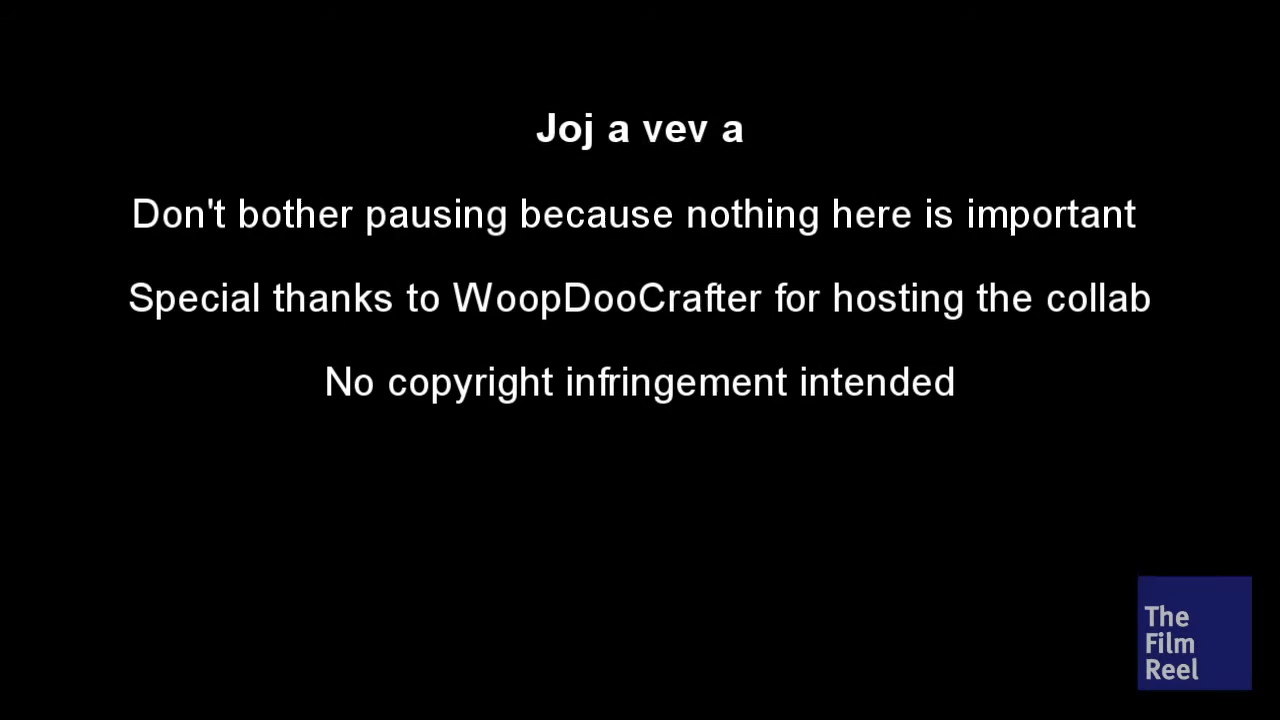 Joj a vev a
Don't bother pausing because nothing here is important
Special thanks to WoopDooCrafter for hosting the collab
No copyright infringement intended
The
Film
Reel